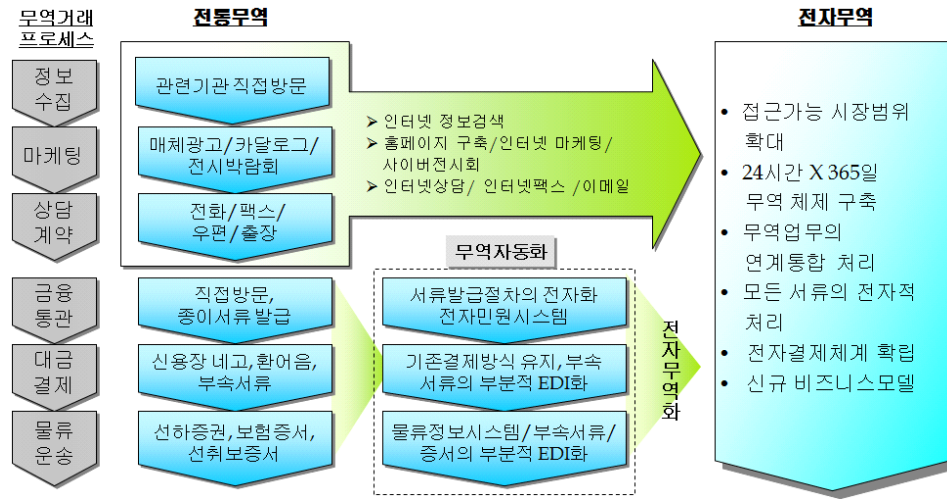 무역거래
프로세스
전통무역
전자무역
정보
수집
관련기관 직접방문
마케팅
매체광고/카달로그/
전시박람회
상담
계약
전화/팩스/
우편/출장
➢ 인터넷 정보검색
➢ 홈페이지 구축/인터넷 마케팅/
사이버전시회
➢ 인터넷상담/ 인터넷팩스 /이메일
무역자동화
금융
통관
직접방문,
종이서류 발급
서류발급절차의 전자화
전자민원시스템
대금
결제
신용장 네고, 환어음,
부속서류
기존결제방식 유지, 부속
서류의 부분적 EDI화
물류
운송
선하증권, 보험증서,
선취보증서
물류정보시스템/부속서류/
증서의 부분적 EDI화
전자무역화
• 접근가능 시장범위
확대
• 24시간 X 365일
무역 체제 구축
• 무역업무의
연계통합 처리
• 모든 서류의 전자적
처리
• 전자결제체계 확립
• 신규 비즈니스모델